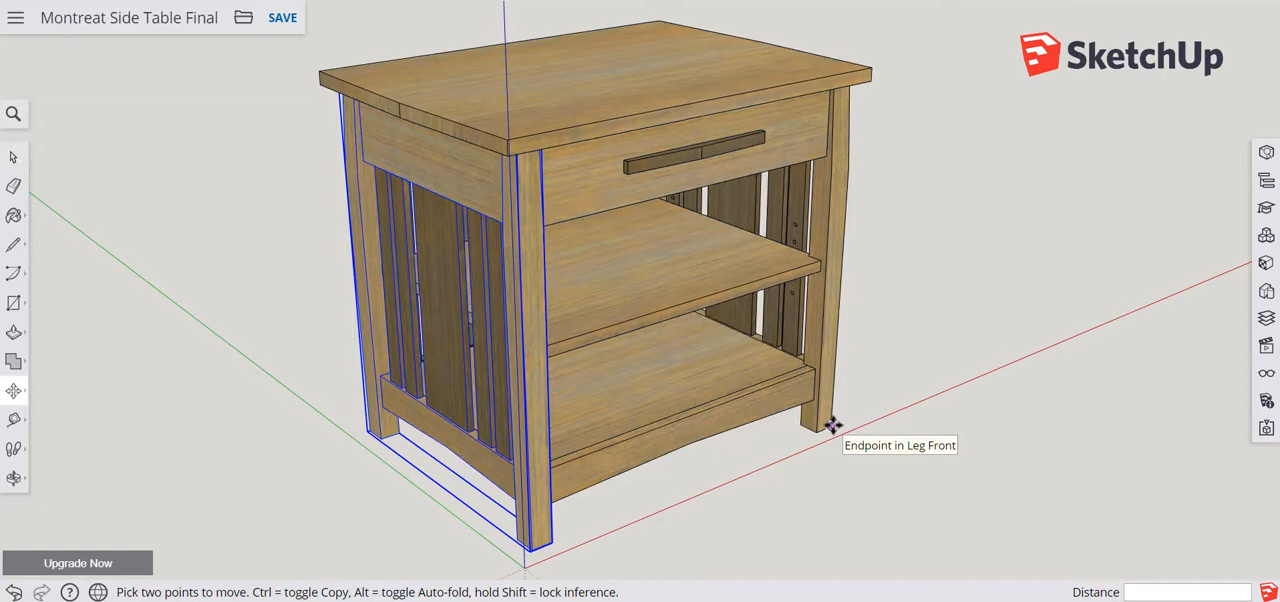 Montreat Side Table Final
SAVE
SketchUp
Endpoint in Leg Front
Upgrade Now
Pick two points to move. Ctrl = toggle Copy, Alt = toggle Auto-fold, hold Shift = lock inference.
Distance